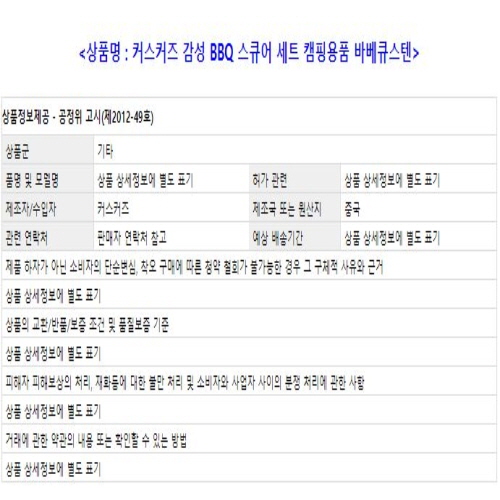 <상품명 : 커스커즈 감성 BBQ 스큐어 세트 캠핑용품 바베큐스텐>
상품정보제공 - 공정위 고시(제2012-49호)
상품군 기타
품명 및 모델명 상품 상세정보에 별도 표기 허가 관련 상품 상세정보에 별도 표기
제조자/수입자 커스커즈 제조국 또는 원산지 중국
관련 연락처 판매자 연락처 참고 예상 배송기간 상품 상세정보에 별도 표기
제품 하자가 아닌 소비자의 단순변심, 착오 구매에 따른 청약 철회가 불가능한 경우 그 구체적 사유와 근거
상품 상세정보에 별도 표기
상품의 교환/반품/보증 조건 및 품질보증 기준
상품 상세정보에 별도 표기
피해자 피해보상의 처리, 재화등에 대한 불만 처리 및 소비자와 사업자 사이의 분쟁 처리에 관한 사항
상품 상세정보에 별도 표기
거래에 관한 약관의 내용 또는 확인할 수 있는 방법
상품 상세정보에 별도 표기